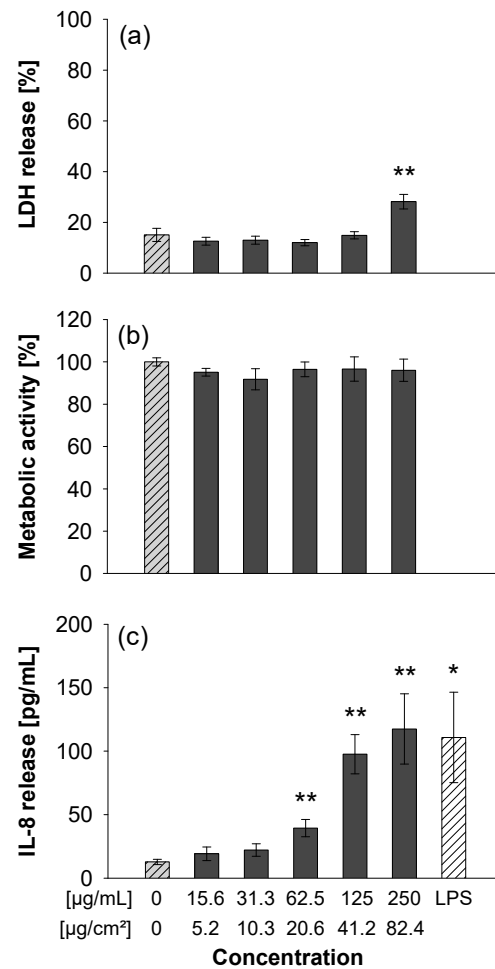 (a)
LDH release [%]
100
80
60
40
20
0
**
(b)
Metabolic activity [%]
120
100
80
60
40
20
0
(c)
IL-8 release [pg/mL]
200
150
100
50
0
** ** ** *
[µg/mL] 0 15.6 31.3 62.5 125 250 LPS
[µg/cm²] 0 5.2 10.3 20.6 41.2 82.4
Concentration